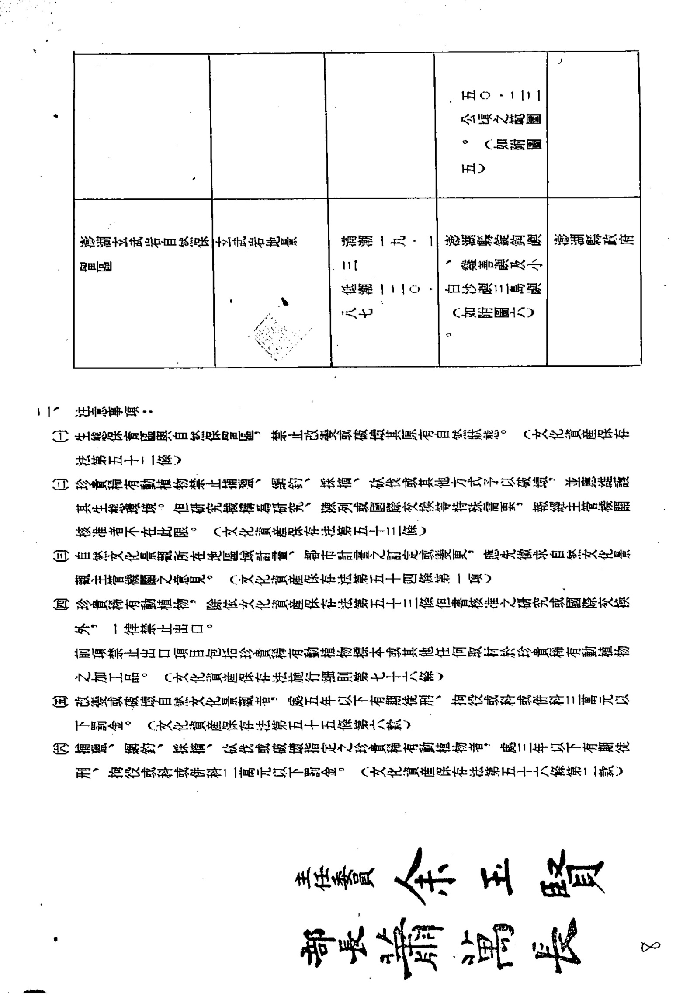 五〇・二三
公頃之範圍
。（如附圖
五）
澎湖玄武岩自然保
留區
玄武岩地景
滿潮一九・一
三
低潮三〇・
八七
澎湖縣錠鉤嶼
、雞善嶼及小
白沙嶼三島嶼
（如附圖六）
。
澎湖縣政府
二、注意事項：
㈠生態保育區與自然保留區，禁止改變或破壞其原有自然狀態。（文化資產保存
法第五十二條）
㈡珍貴稀有動植物禁止捕獵、網釣、採摘、砍伐或其他方式予以破壞，並應維護
其生態環境。但研究機構為研究、陳列或國際交換等特殊需要，報經主管機關
核准者不在此限。（文化資產保存法第五十三條）
㈢自然文化景觀所在地區域計畫、都市計畫之訂定或變更，應先徵求自然文化景
觀主管機關之意見。（文化資產保存法第五十四條第一項）
㈣珍貴稀有動植物，除依文化資產保存法第五十三條但書核准之研究或國際交換
外，一律禁止出口。
前項禁止出口項目包括珍貴稀有動植物標本或其他任何取材於珍貴稀有動植物
之加工品。（文化資產保存法施行細則第七十六條）
㈤改變或破壞自然文化景觀者，處五年以下有期徒刑、拘役或科或併科三萬元以
下罰金。（文化資產保存法第五十五條第六款）
㈥捕獵、網釣、採摘、砍伐或破壞指定之珍貴稀有動植物者，處三年以下有期徒
刑、拘役或科或併科二萬元以下罰金。（文化資產保存法第五十六條第二款）
主任委員 余玉賢
部長 蕭萬長
8